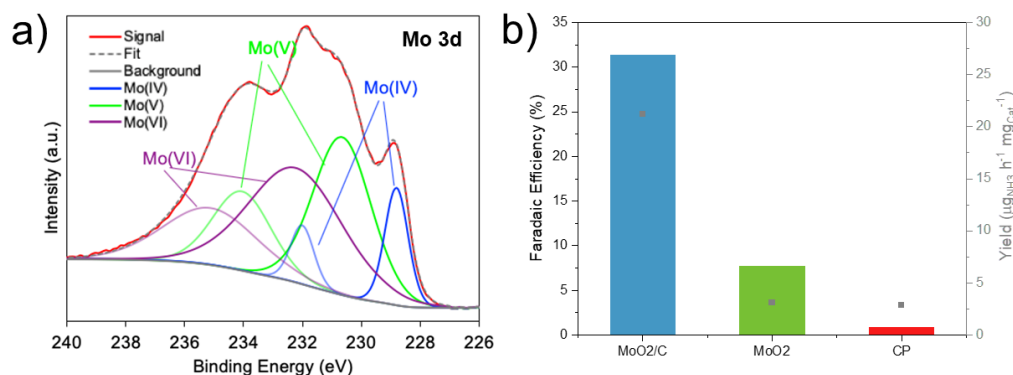 a)
Signal
Fit
Background
Mo(IV)
Mo(V)
Mo(VI)
Mo 3d
Mo(V)
Mo(IV)
Mo(VI)
Intensity (a.u.)
240 238 236 234 232 230 228 226
Binding Energy (eV)
b)
Faradaic Efficiency (%)
35
30
25
20
15
10
5
0
MoO2/C MoO2 CP
30
25
20
15
10
5
0
Yield (µg_NH3 h⁻¹ mg_Cat⁻¹)